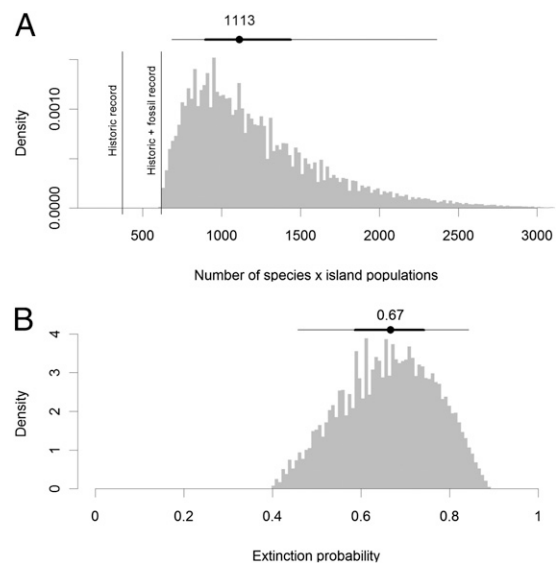 A
1113
Historic record
Historic + fossil record
Density
0.0010
0.0000
500 1000 1500 2000 2500 3000
Number of species x island populations
B
0.67
Density
4
3
2
1
0
0 0.2 0.4 0.6 0.8 1
Extinction probability